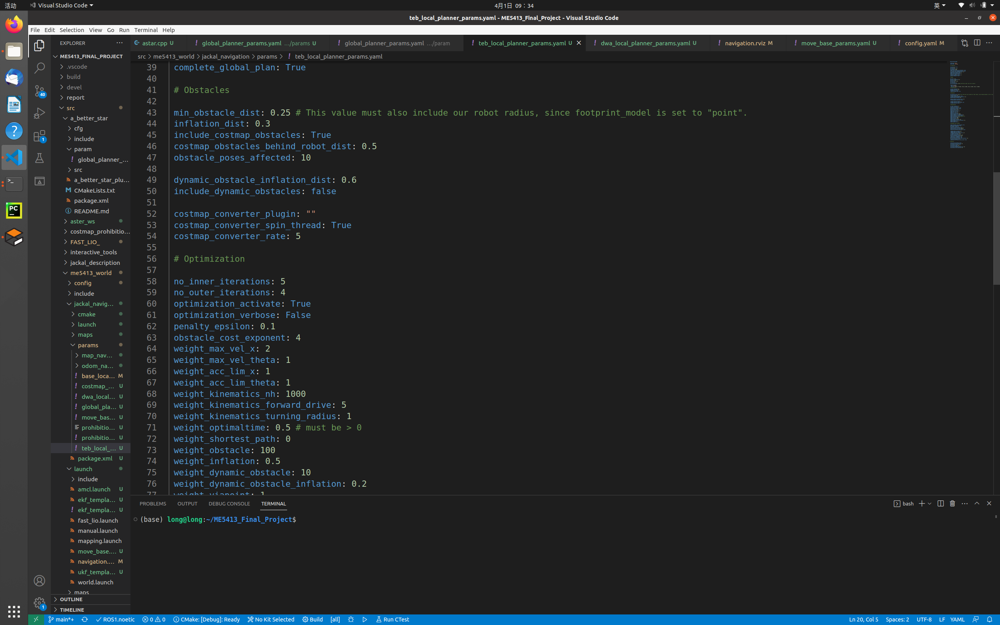 活动
Visual Studio Code
4月1日 09：34
英
teb_local_planner_params.yaml - ME5413_Final_Project - Visual Studio Code
File Edit Selection View Go Run Terminal Help
EXPLORER
astar.cpp U
global_planner_params.yaml .../params U
global_planner_params.yaml .../param
teb_local_planner_params.yaml U
dwa_local_planner_params.yaml U
navigation.rviz M
move_base_params.yaml U
config.yaml M
src > me5413_world > jackal_navigation > params > ! teb_local_planner_params.yaml
ME5413_FINAL_PROJECT
.vscode
build
devel
report
src
a_better_star
cfg
include
param
global_planner_...
src
a_better_star_plu...
CMakeLists.txt
package.xml
README.md
aster_ws
costmap_prohibitio...
FAST_LIO_
interactive_tools
jackal_description
me5413_world
config
include
jackal_navig...
cmake
launch
maps
params
map_nav...
odom_na...
base_loca... M
costmap_... U
dwa_local... U
global_pla... U
move_bas... U
prohibitio... U
prohibitio... U
teb_local_... U
package.xml U
launch
include
amcl.launch U
ekf_templa... U
ekf_templa... U
fast_lio.launch
manual.launch
mapping.launch
move_base.... U
navigation.... M
ukf_templa... U
world.launch
maps
OUTLINE
TIMELINE
40
1
1
PC
39 complete_global_plan: True
40
41 # Obstacles
42
43 min_obstacle_dist: 0.25 # This value must also include our robot radius, since footprint_model is set to "point".
44 inflation_dist: 0.3
45 include_costmap_obstacles: True
46 costmap_obstacles_behind_robot_dist: 0.5
47 obstacle_poses_affected: 10
48
49 dynamic_obstacle_inflation_dist: 0.6
50 include_dynamic_obstacles: false
51
52 costmap_converter_plugin: ""
53 costmap_converter_spin_thread: True
54 costmap_converter_rate: 5
55
56 # Optimization
57
58 no_inner_iterations: 5
59 no_outer_iterations: 4
60 optimization_activate: True
61 optimization_verbose: False
62 penalty_epsilon: 0.1
63 obstacle_cost_exponent: 4
64 weight_max_vel_x: 2
65 weight_max_vel_theta: 1
66 weight_acc_lim_x: 1
67 weight_acc_lim_theta: 1
68 weight_kinematics_nh: 1000
69 weight_kinematics_forward_drive: 5
70 weight_kinematics_turning_radius: 1
71 weight_optimaltime: 0.5 # must be > 0
72 weight_shortest_path: 0
73 weight_obstacle: 100
74 weight_inflation: 0.5
75 weight_dynamic_obstacle: 10
76 weight_dynamic_obstacle_inflation: 0.2
77 weight_viapoint: 1
PROBLEMS OUTPUT DEBUG CONSOLE TERMINAL
bash
(base) long@long:~/ME5413_Final_Project$
main*+ ROS1.noetic 0 0 CMake: [Debug]: Ready No Kit Selected Build [all] Run CTest
Ln 20, Col 5 Spaces: 2 UTF-8 LF YAML